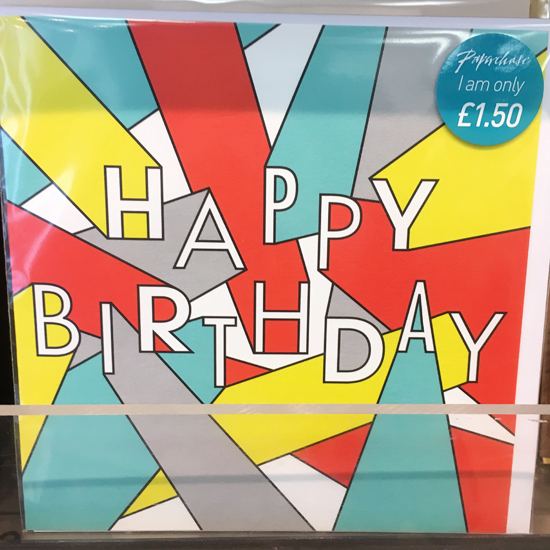 Paperchase
I am only
£1.50
HAPPY
BIRTHDAY